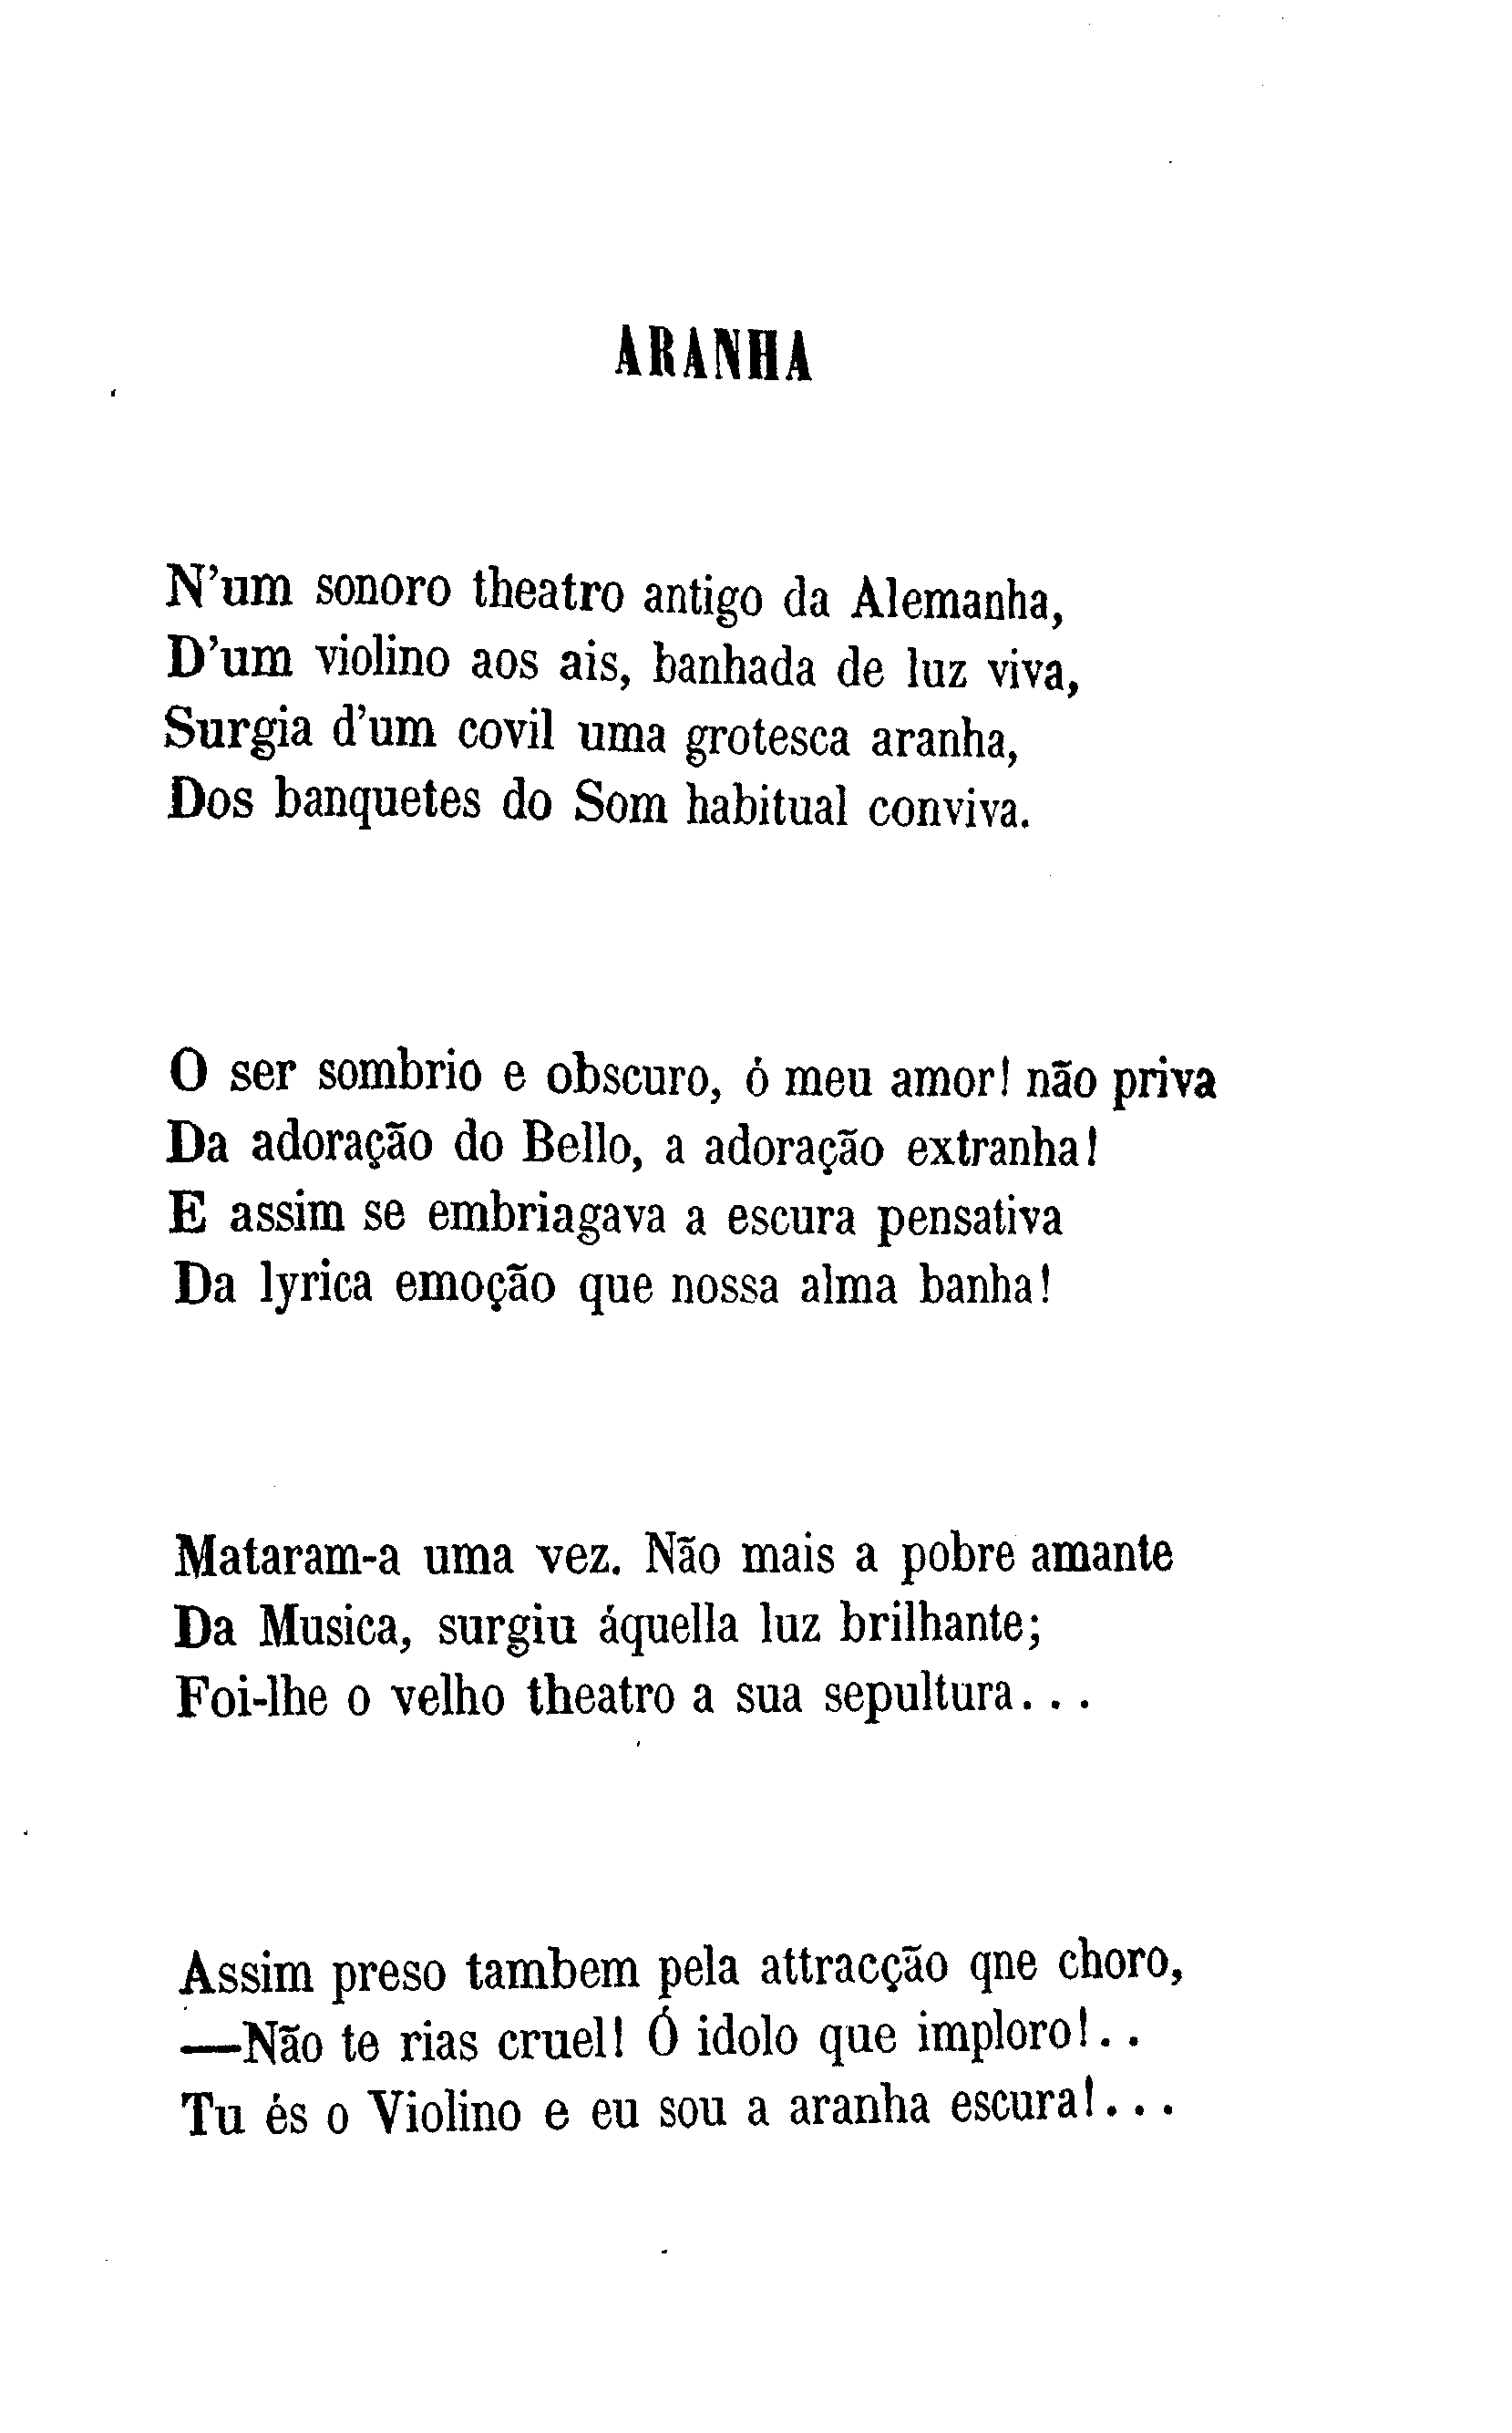 ARANHA
N'um sonoro theatro antigo da Alemanha,
D'um violino aos ais, banhada de luz viva,
Surgia d'um covil uma grotesca aranha,
Dos banquetes do Som habitual conviva.
O ser sombrio e obscuro, ó meu amor! não priva
Da adoração do Bello, a adoração extranha!
E assim se embriagava a escura pensativa
Da lyrica emoção que nossa alma banha!
Mataram-a uma vez. Não mais a pobre amante
Da Musica, surgiu áquella luz brilhante;
Foi-lhe o velho theatro a sua sepultura...
Assim preso tambem pela attracção qne choro,
—Não te rias cruel! Ó idolo que imploro!..
Tu és o Violino e eu sou a aranha escura!...